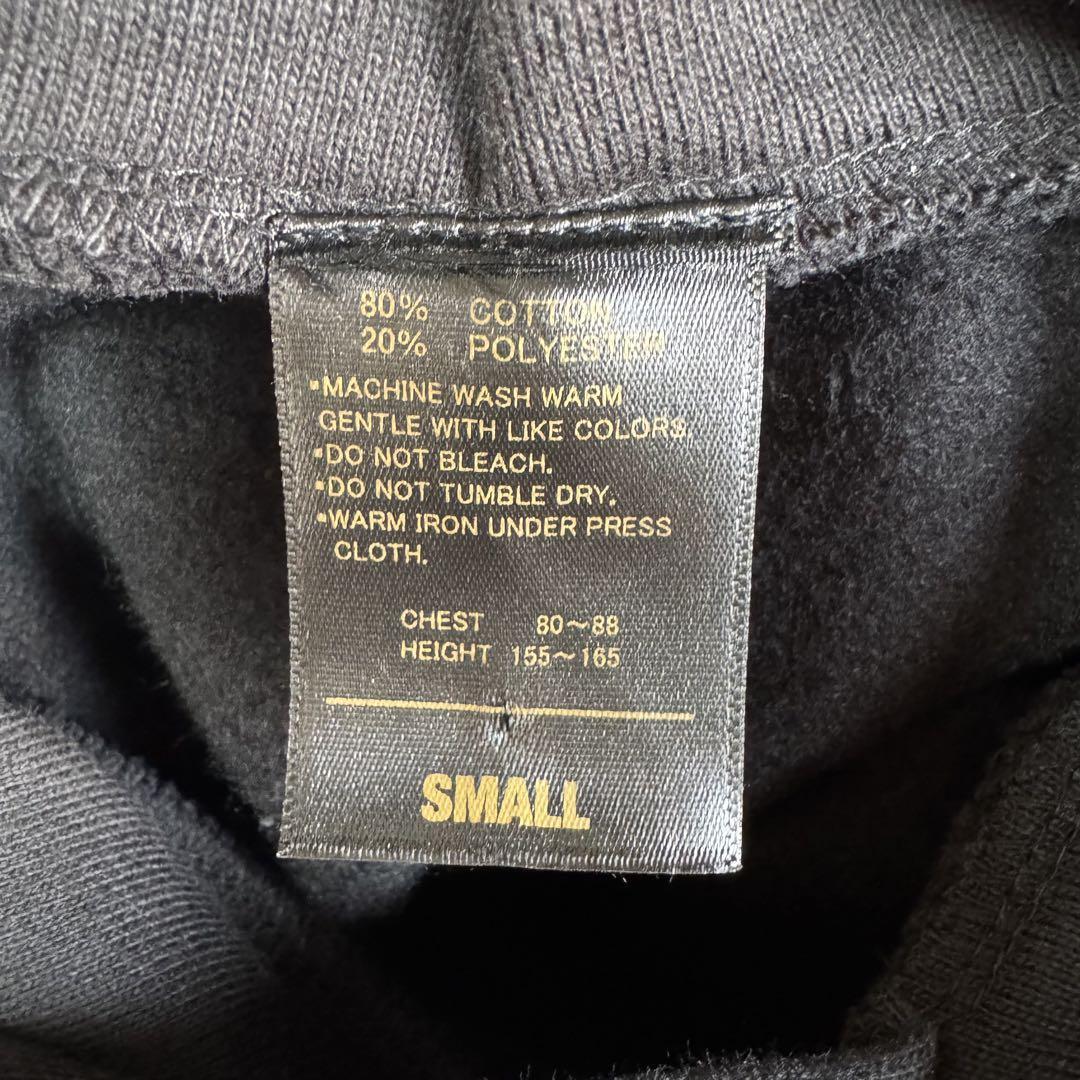 80% COTTON
20% POLYESTER
▪MACHINE WASH WARM
GENTLE WITH LIKE COLORS.
▪DO NOT BLEACH.
▪DO NOT TUMBLE DRY.
▪WARM IRON UNDER PRESS
CLOTH.
CHEST 80～88
HEIGHT 155～165
SMALL